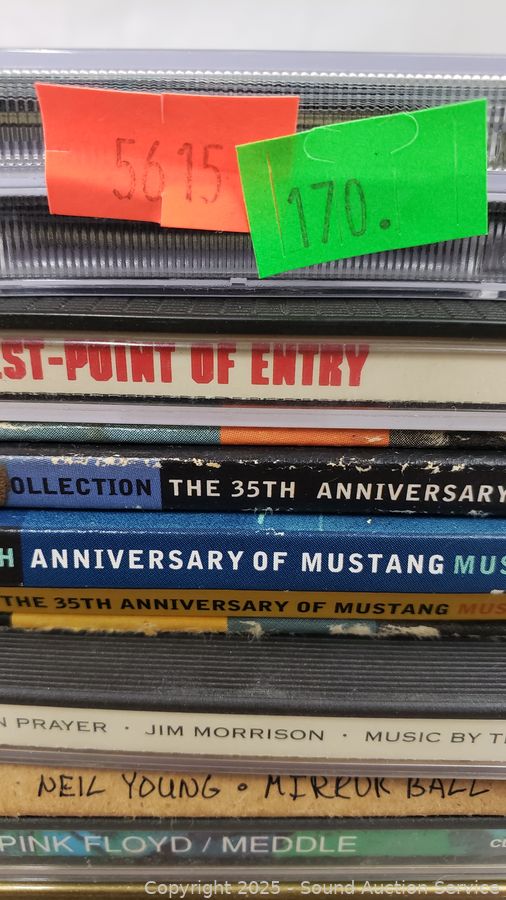 5615
170.
ST-POINT OF ENTRY
OLLECTION THE 35TH ANNIVERSARY
H ANNIVERSARY OF MUSTANG MUS
THE 35TH ANNIVERSARY OF MUSTANG MUS
N PRAYER · JIM MORRISON · MUSIC BY T
NEIL YOUNG • MIRROR BALL
PINK FLOYD / MEDDLE
Copyright 2025 - Sound Auction Service